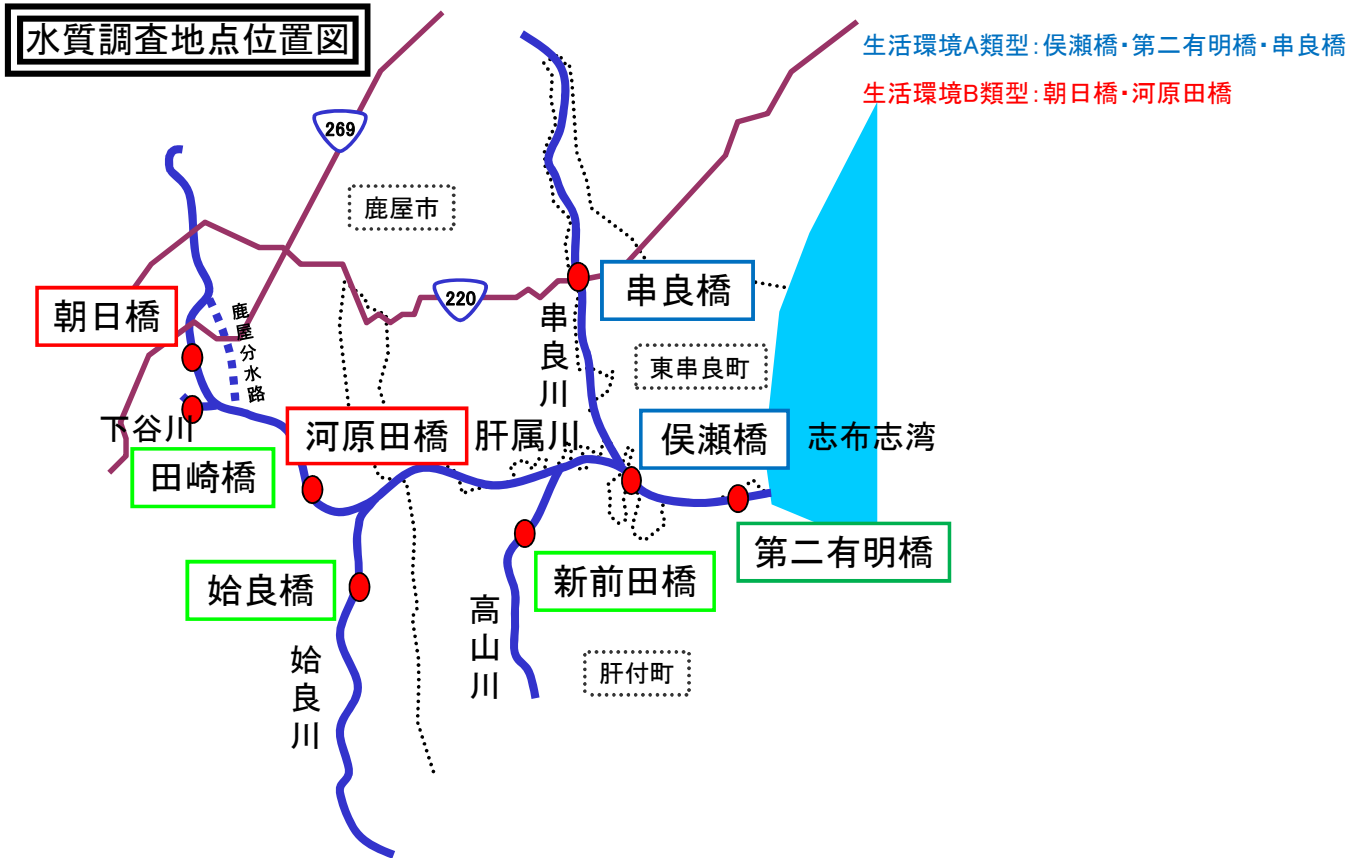 水質調査地点位置図
生活環境A類型:俣瀬橋・第二有明橋・串良橋
生活環境B類型:朝日橋・河原田橋
269
鹿屋市
220
串良橋
朝日橋
鹿屋分水路
串良川
東串良町
下谷川
河原田橋
肝属川
俣瀬橋
志布志湾
田崎橋
第二有明橋
姶良橋
新前田橋
高山川
姶良川
肝付町